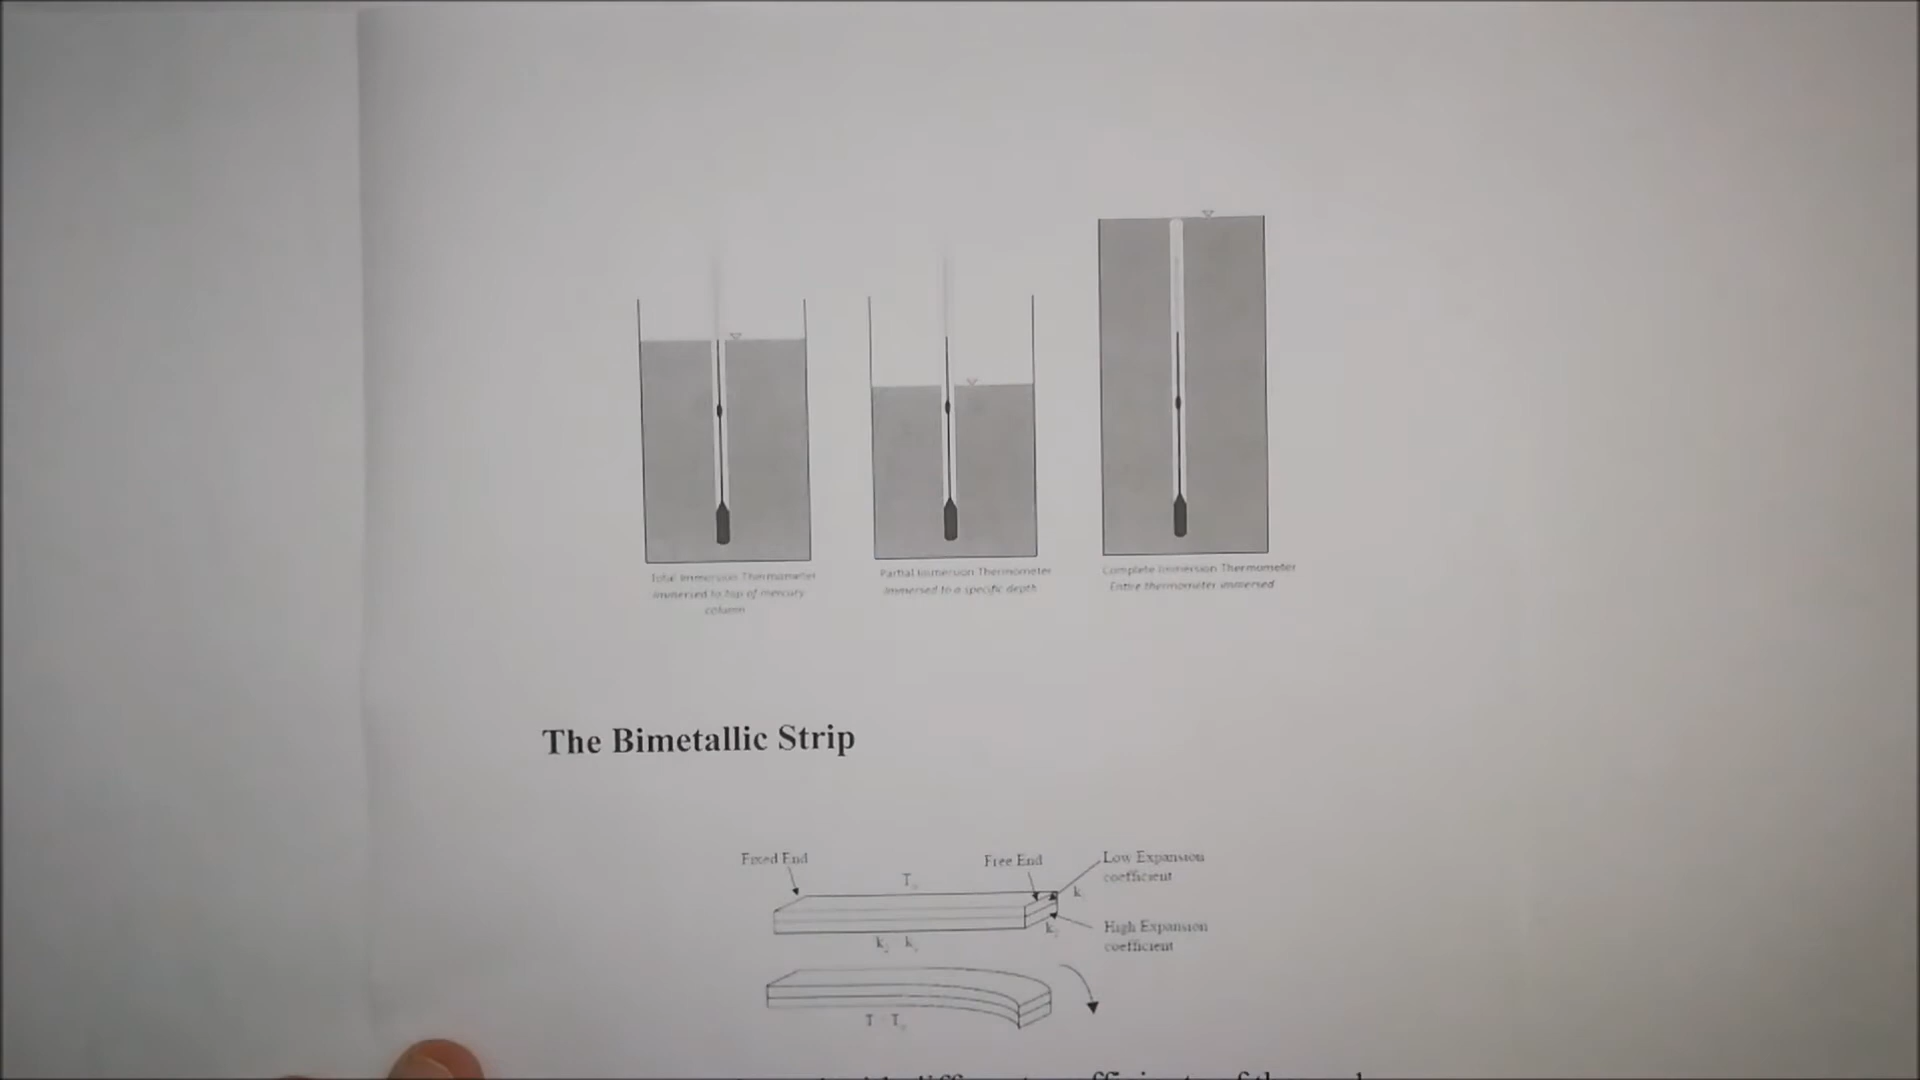 Total Immersion Thermometer
Immersed to top of mercury
column
Partial Immersion Thermometer
Immersed to a specific depth
Complete Immersion Thermometer
Entire thermometer immersed
The Bimetallic Strip
Fixed End
Free End
Low Expansion
coefficient
T
k
k
High Expansion
coefficient
k k
T T